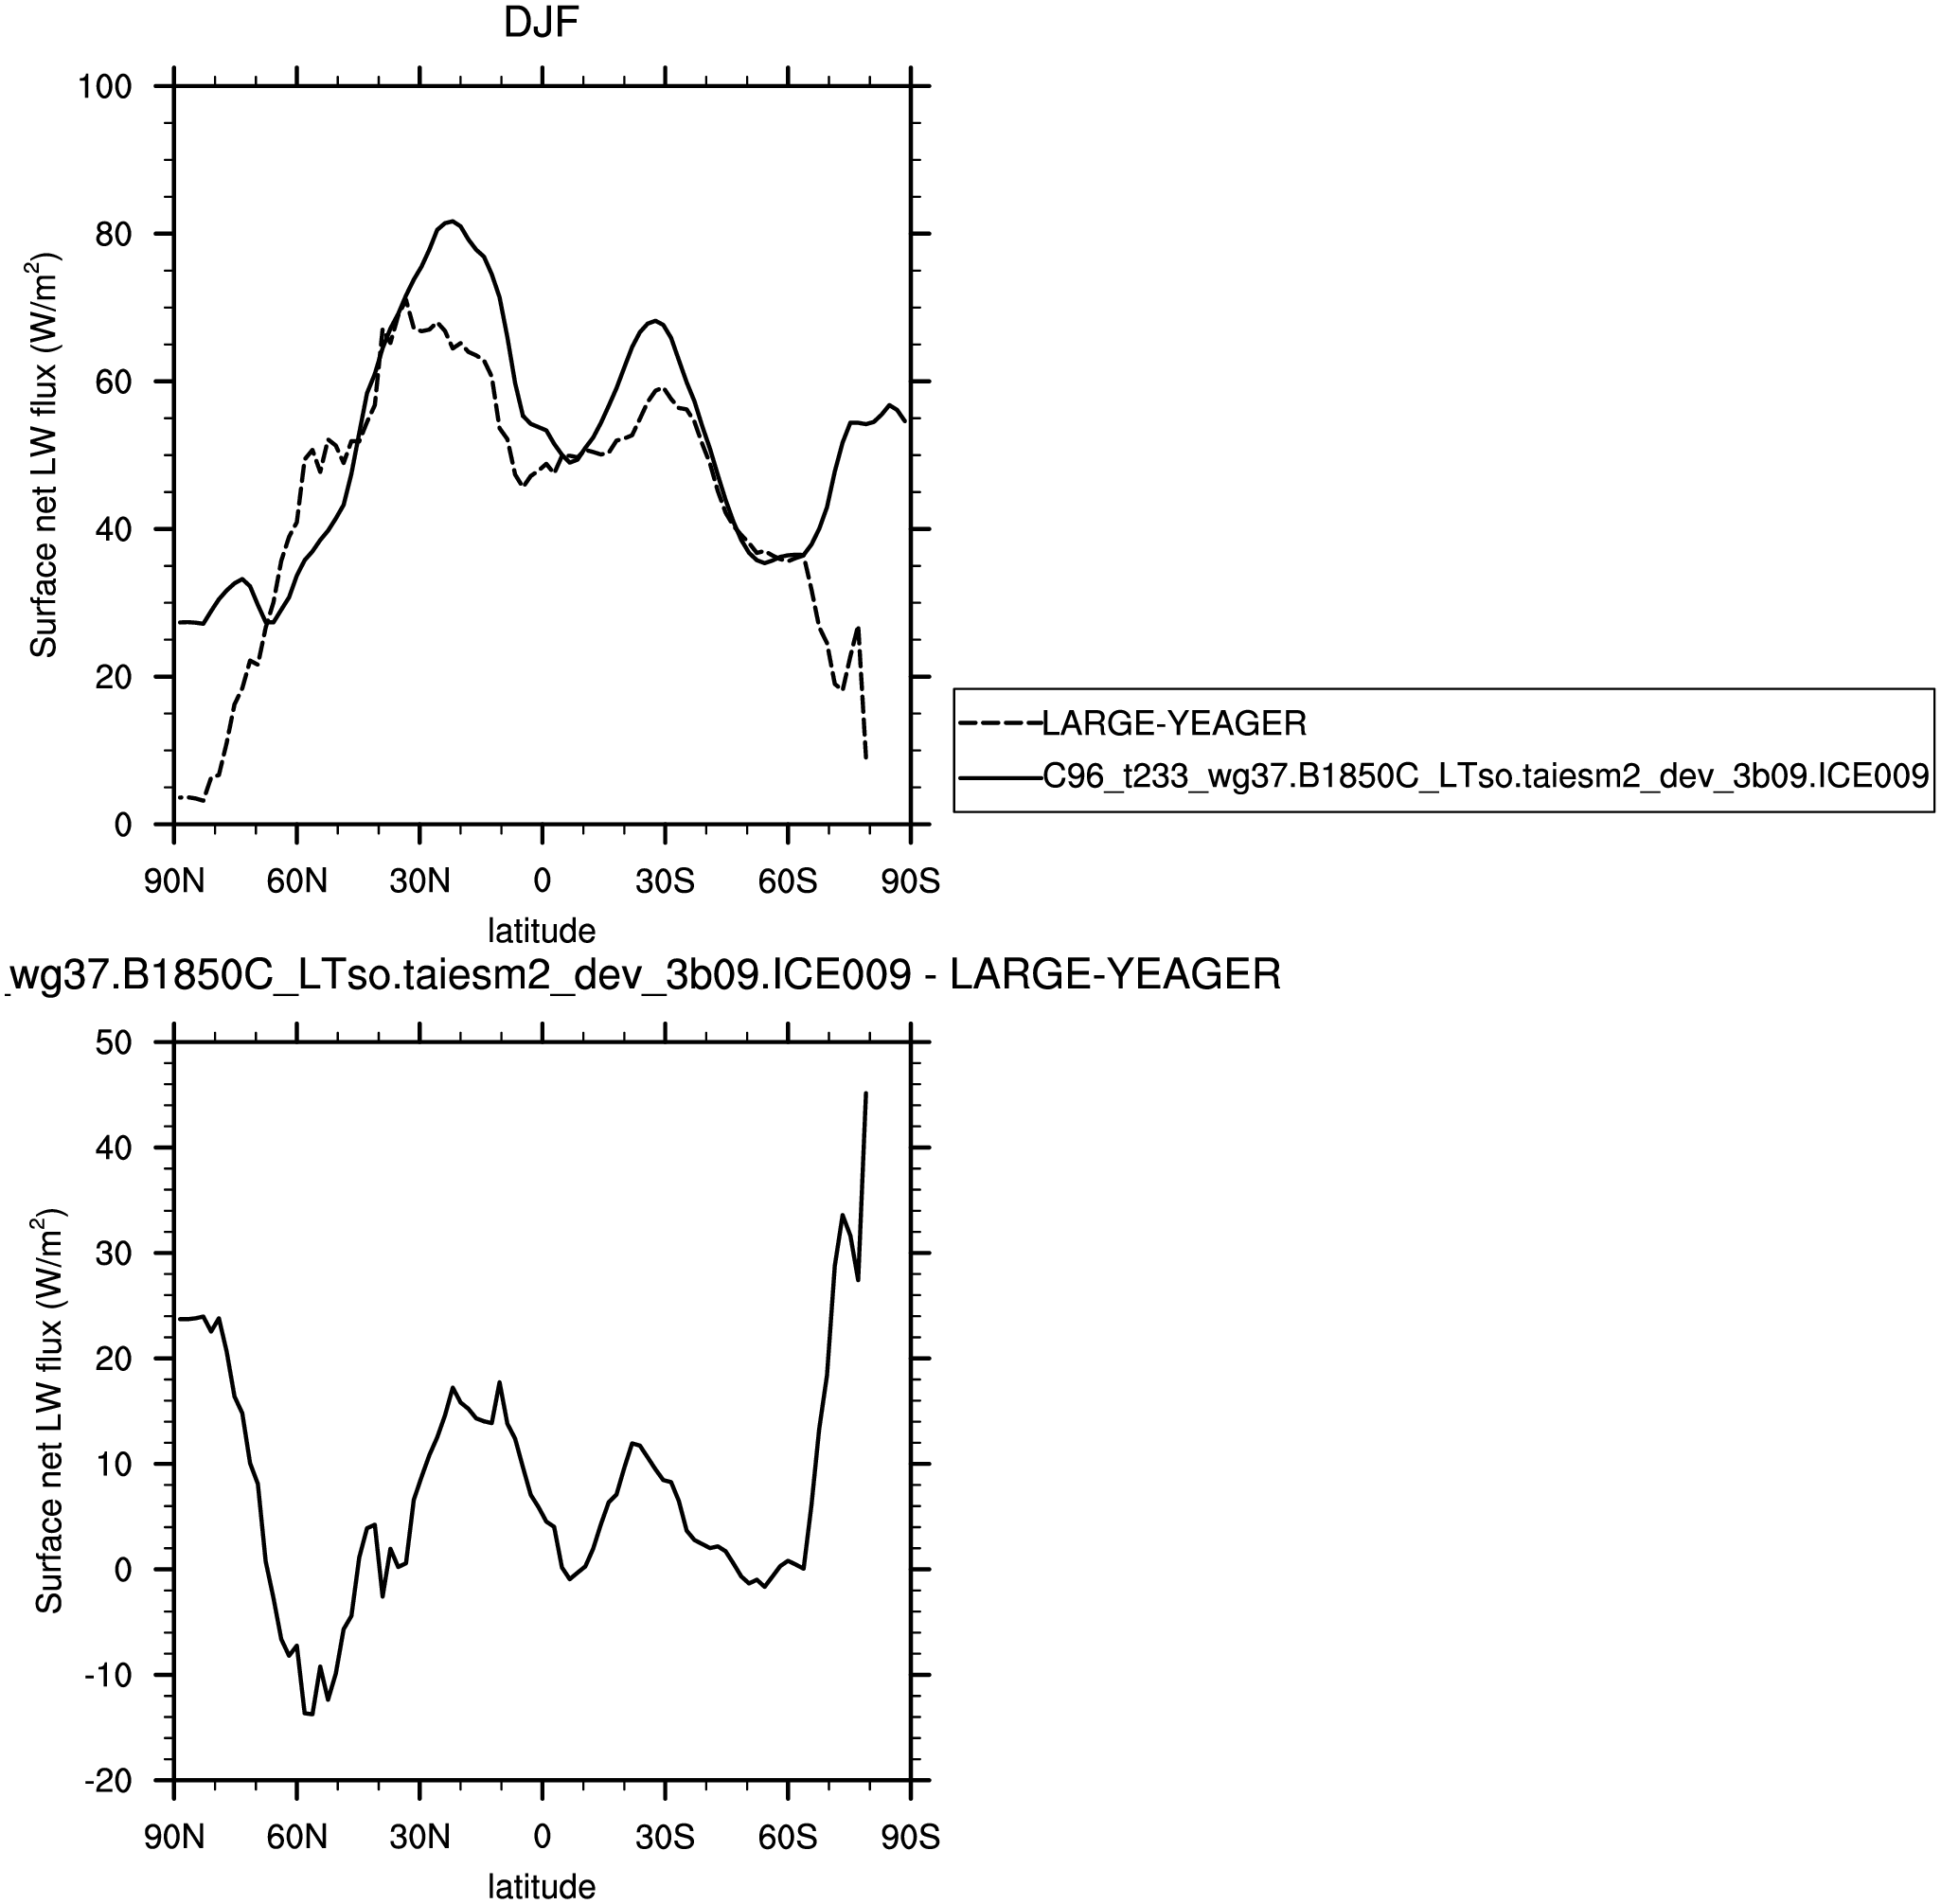 DJF
100
80
60
40
20
0
Surface net LW flux (W/m²)
90N 60N 30N 0 30S 60S 90S
latitude
LARGE-YEAGER
C96_t233_wg37.B1850C_LTso.taiesm2_dev_3b09.ICE009
_wg37.B1850C_LTso.taiesm2_dev_3b09.ICE009 - LARGE-YEAGER
50
40
30
20
10
0
-10
-20
Surface net LW flux (W/m²)
90N 60N 30N 0 30S 60S 90S
latitude